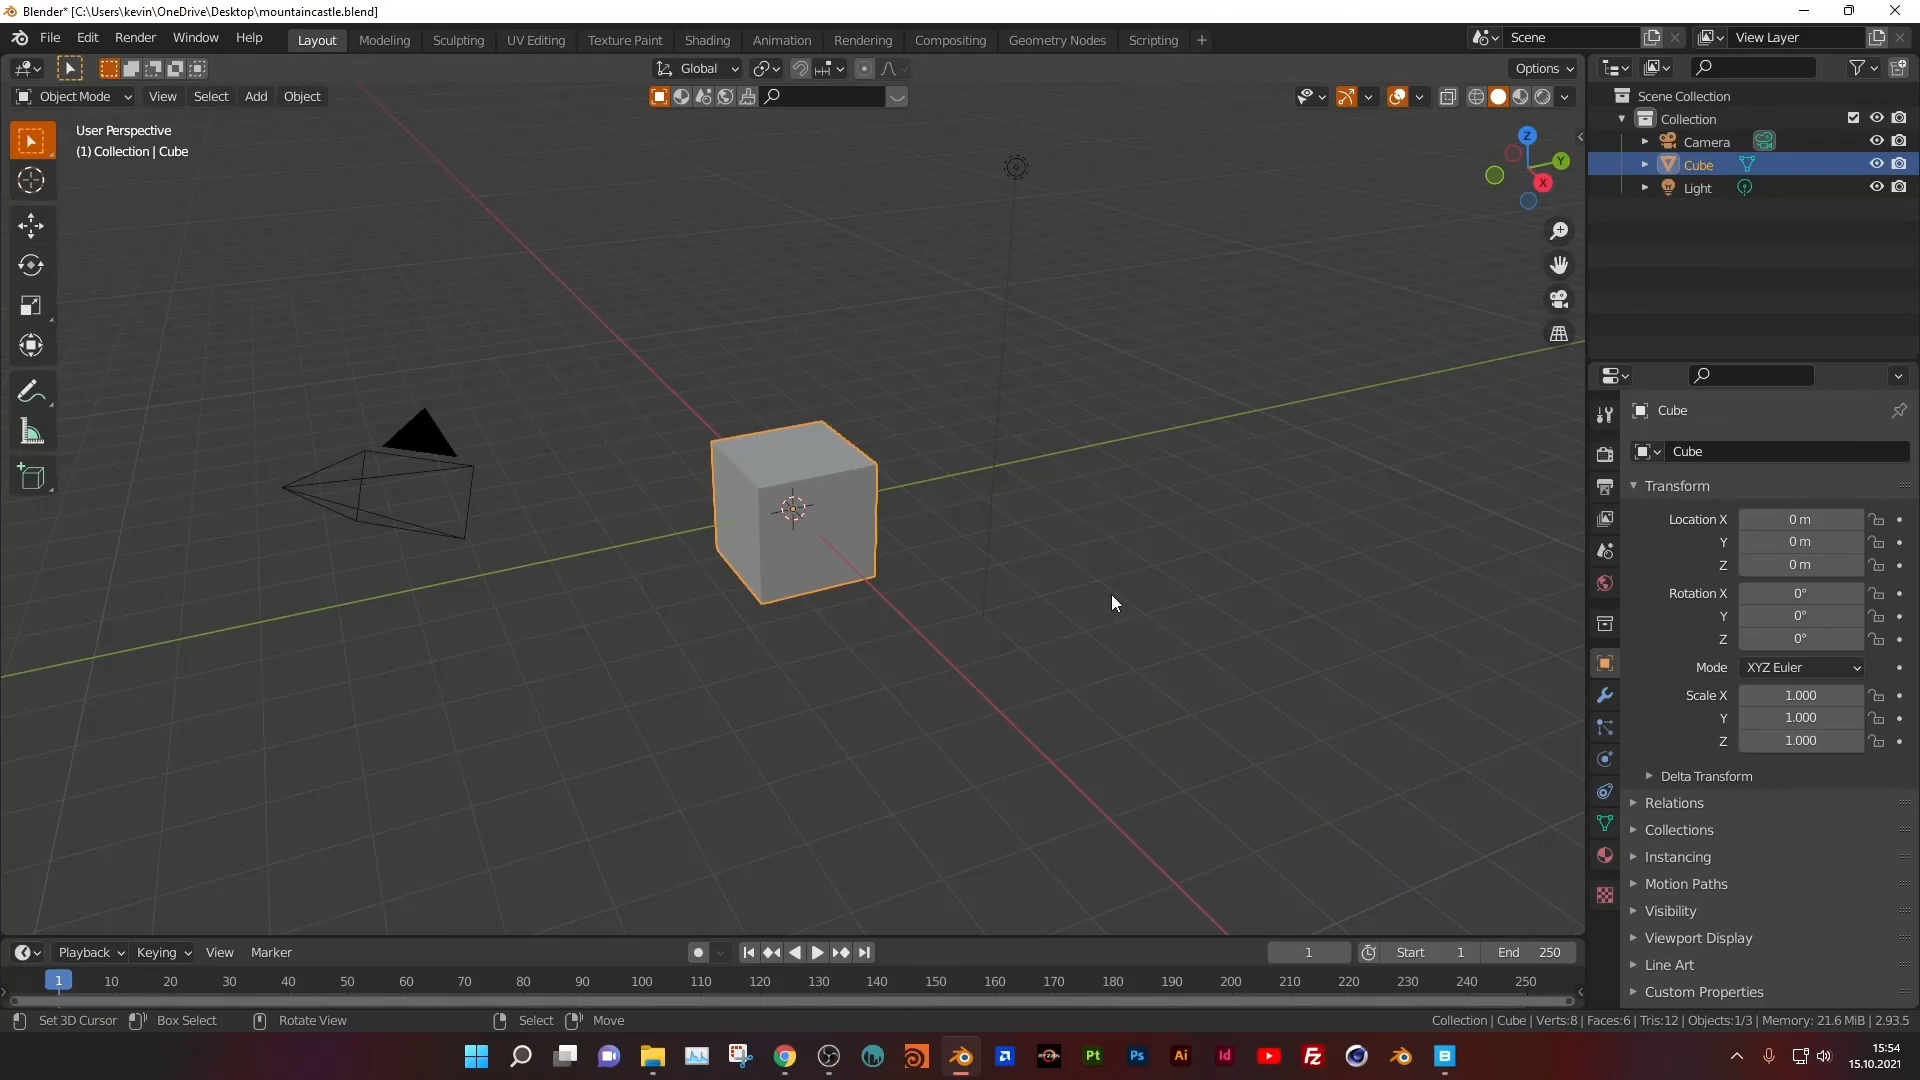 Blender* [C:\Users\kevin\OneDrive\Desktop\mountaincastle.blend]
File Edit Render Window Help Layout Modeling Sculpting UV Editing Texture Paint Shading Animation Rendering Compositing Geometry Nodes Scripting + Scene View Layer
Global Options
Object Mode View Select Add Object
User Perspective
(1) Collection | Cube
Z
Y
X
Scene Collection
Collection
Camera
Cube
Light
Cube
Cube
Transform
Location X 0 m
Y 0 m
Z 0 m
Rotation X 0°
Y 0°
Z 0°
Mode XYZ Euler
Scale X 1.000
Y 1.000
Z 1.000
Delta Transform
Relations
Collections
Instancing
Motion Paths
Visibility
Viewport Display
Line Art
Custom Properties
Playback Keying View Marker 1 Start 1 End 250
1 10 20 30 40 50 60 70 80 90 100 110 120 130 140 150 160 170 180 190 200 210 220 230 240 250
Set 3D Cursor Box Select Rotate View Select Move Collection | Cube | Verts:8 | Faces:6 | Tris:12 | Objects:1/3 | Memory: 21.6 MiB | 2.93.5
RYZEN Pt Ps Ai Id FZ B
15:54
15.10.2021